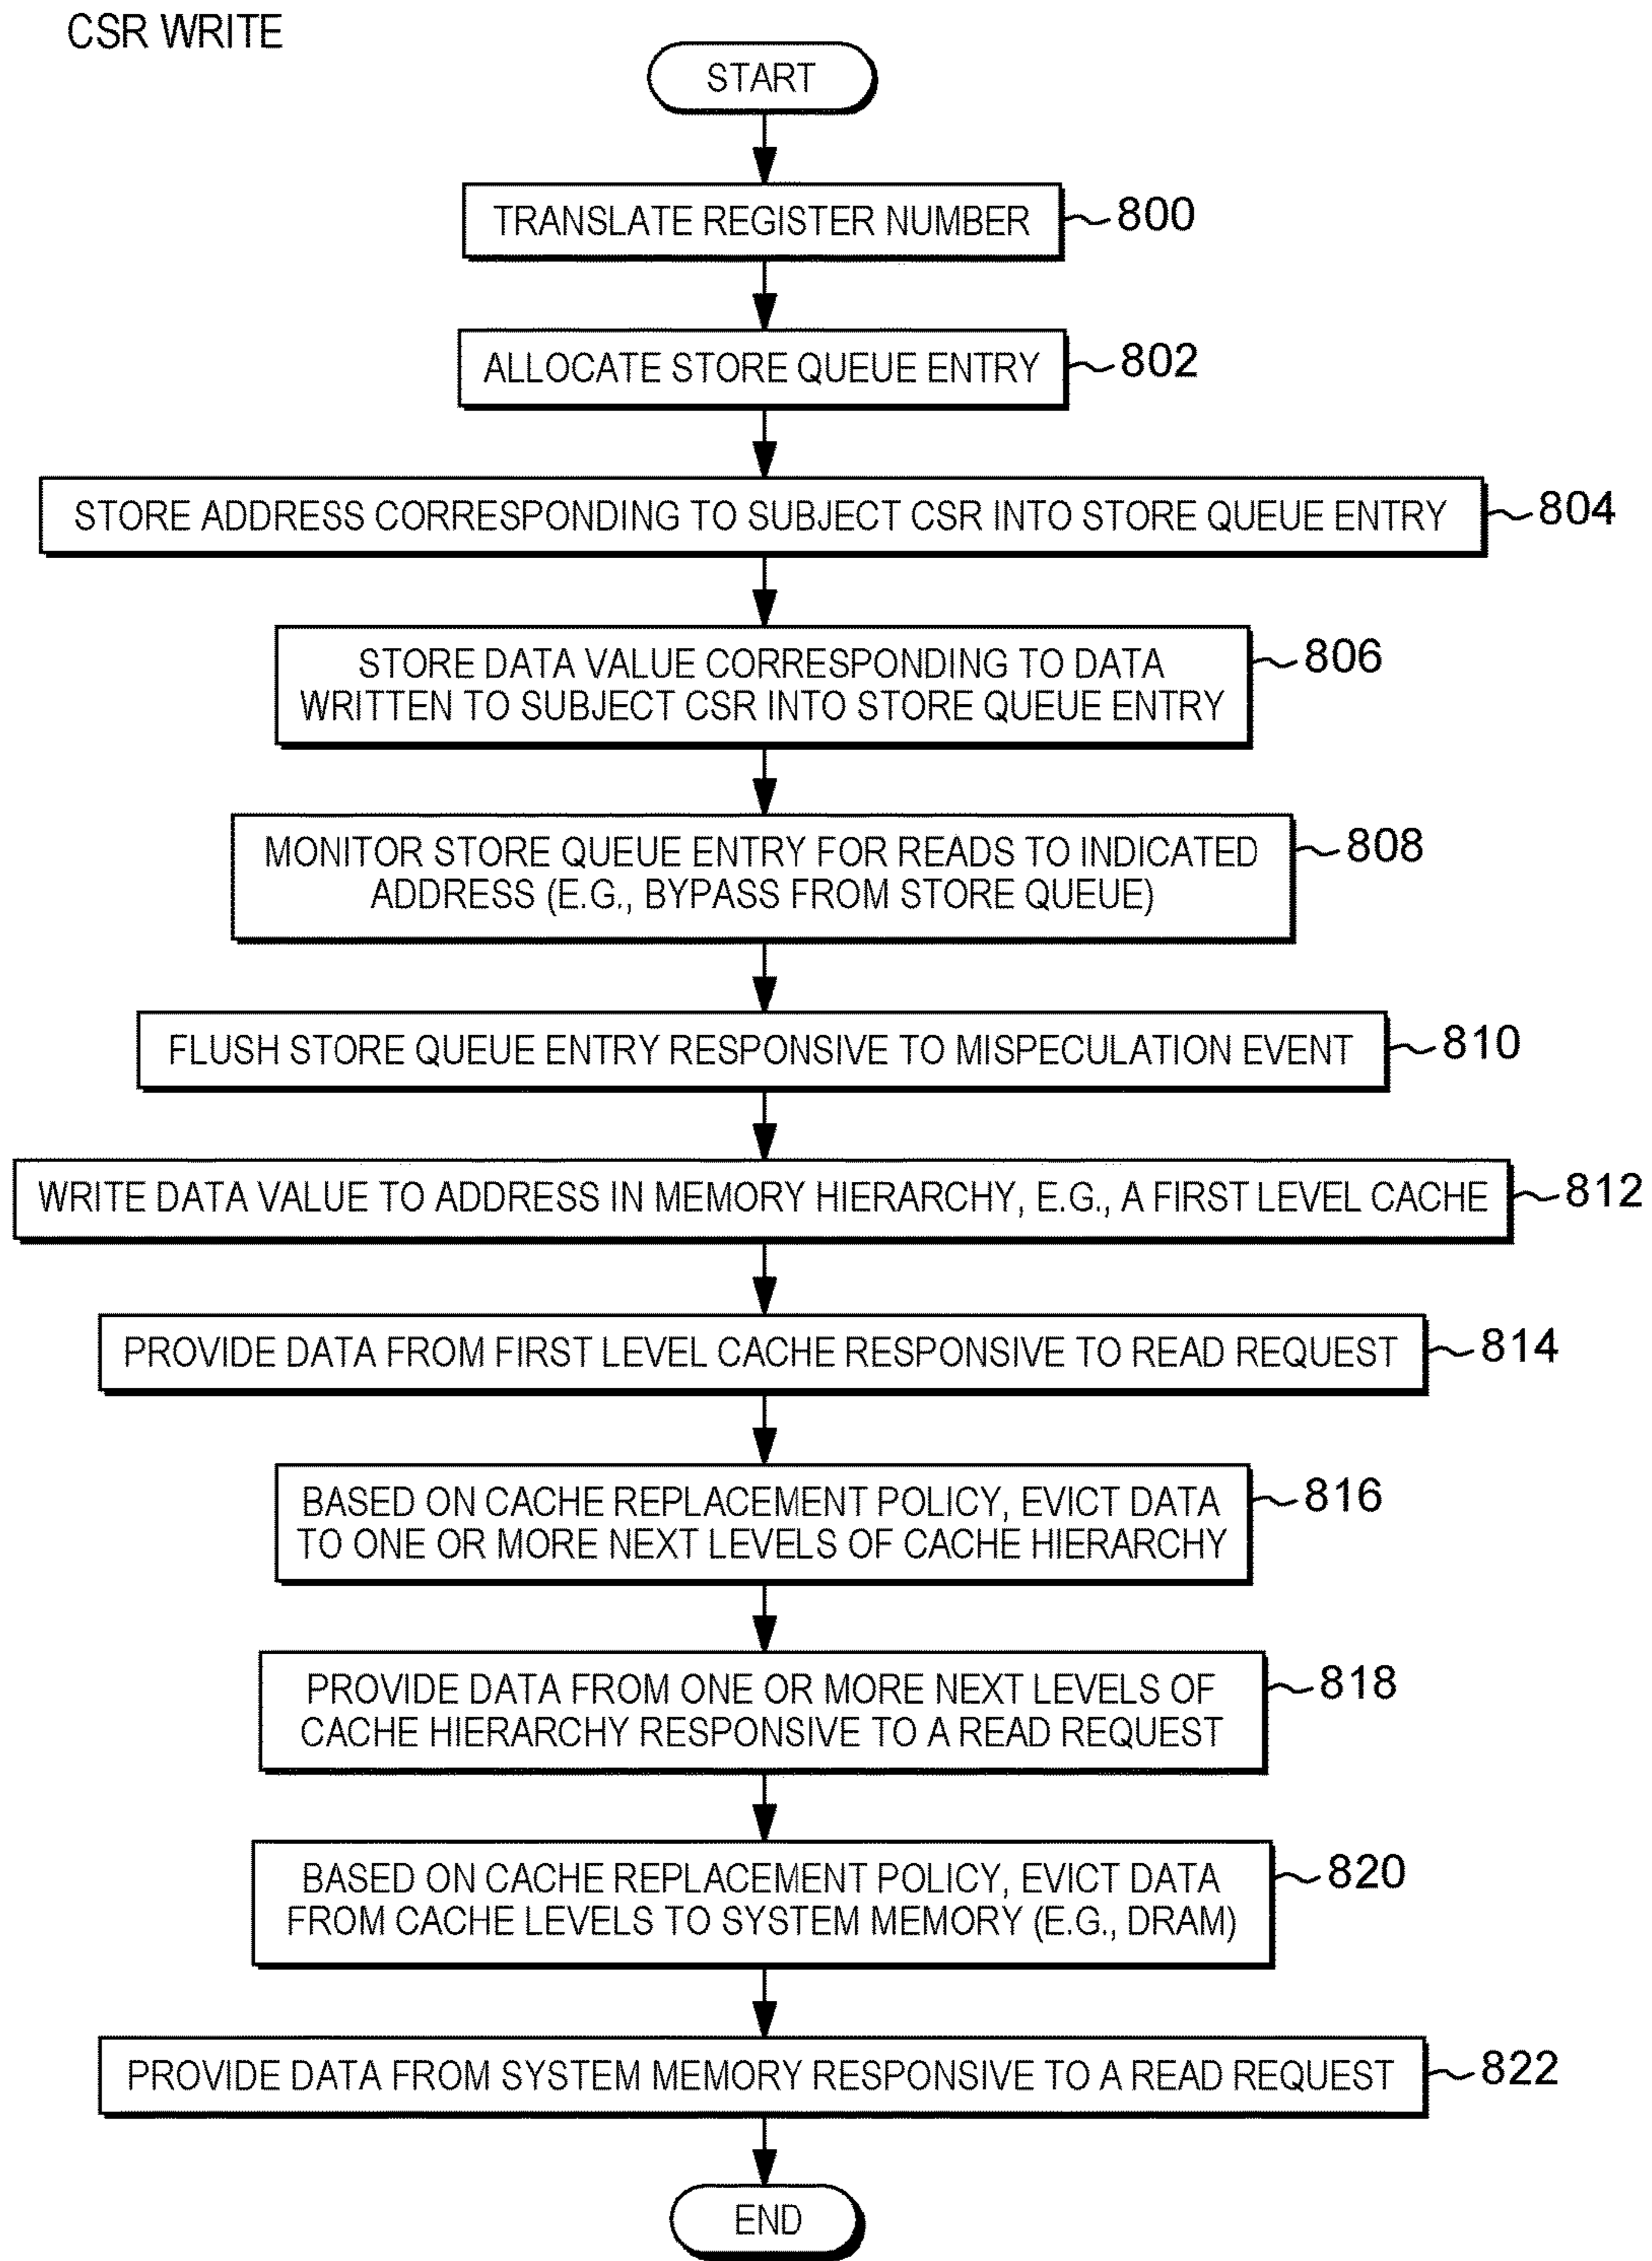 CSR WRITE
START
TRANSLATE REGISTER NUMBER
800
ALLOCATE STORE QUEUE ENTRY
802
STORE ADDRESS CORRESPONDING TO SUBJECT CSR INTO STORE QUEUE ENTRY
804
STORE DATA VALUE CORRESPONDING TO DATA
WRITTEN TO SUBJECT CSR INTO STORE QUEUE ENTRY
806
MONITOR STORE QUEUE ENTRY FOR READS TO INDICATED
ADDRESS (E.G., BYPASS FROM STORE QUEUE)
808
FLUSH STORE QUEUE ENTRY RESPONSIVE TO MISPECULATION EVENT
810
WRITE DATA VALUE TO ADDRESS IN MEMORY HIERARCHY, E.G., A FIRST LEVEL CACHE
812
PROVIDE DATA FROM FIRST LEVEL CACHE RESPONSIVE TO READ REQUEST
814
BASED ON CACHE REPLACEMENT POLICY, EVICT DATA
TO ONE OR MORE NEXT LEVELS OF CACHE HIERARCHY
816
PROVIDE DATA FROM ONE OR MORE NEXT LEVELS OF
CACHE HIERARCHY RESPONSIVE TO A READ REQUEST
818
BASED ON CACHE REPLACEMENT POLICY, EVICT DATA
FROM CACHE LEVELS TO SYSTEM MEMORY (E.G., DRAM)
820
PROVIDE DATA FROM SYSTEM MEMORY RESPONSIVE TO A READ REQUEST
822
END